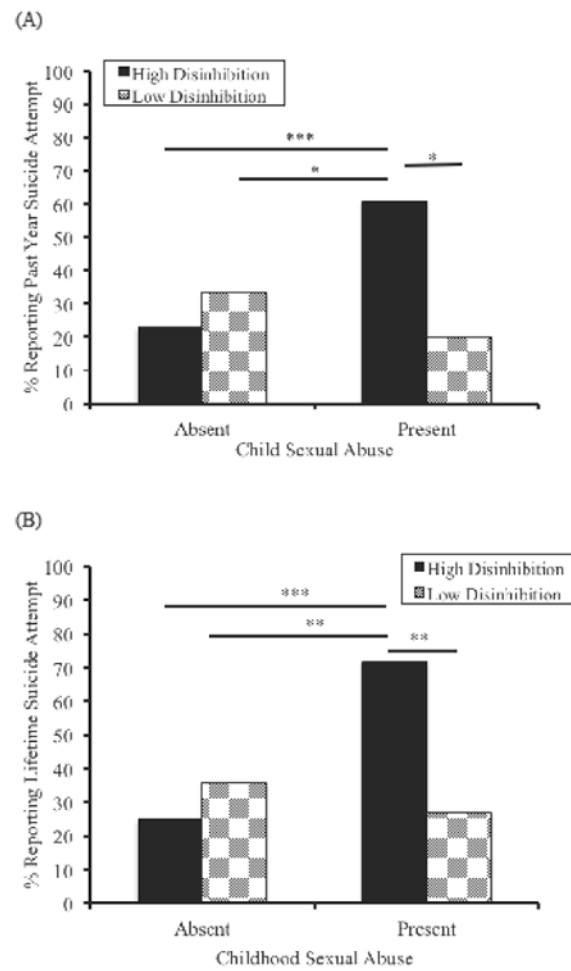 (A)
% Reporting Past Year Suicide Attempt
100
90
80
70
60
50
40
30
20
10
0
High Disinhibition
Low Disinhibition
***
*
*
Absent
Present
Child Sexual Abuse
(B)
% Reporting Lifetime Suicide Attempt
100
90
80
70
60
50
40
30
20
10
0
High Disinhibition
Low Disinhibition
***
**
**
Absent
Present
Childhood Sexual Abuse